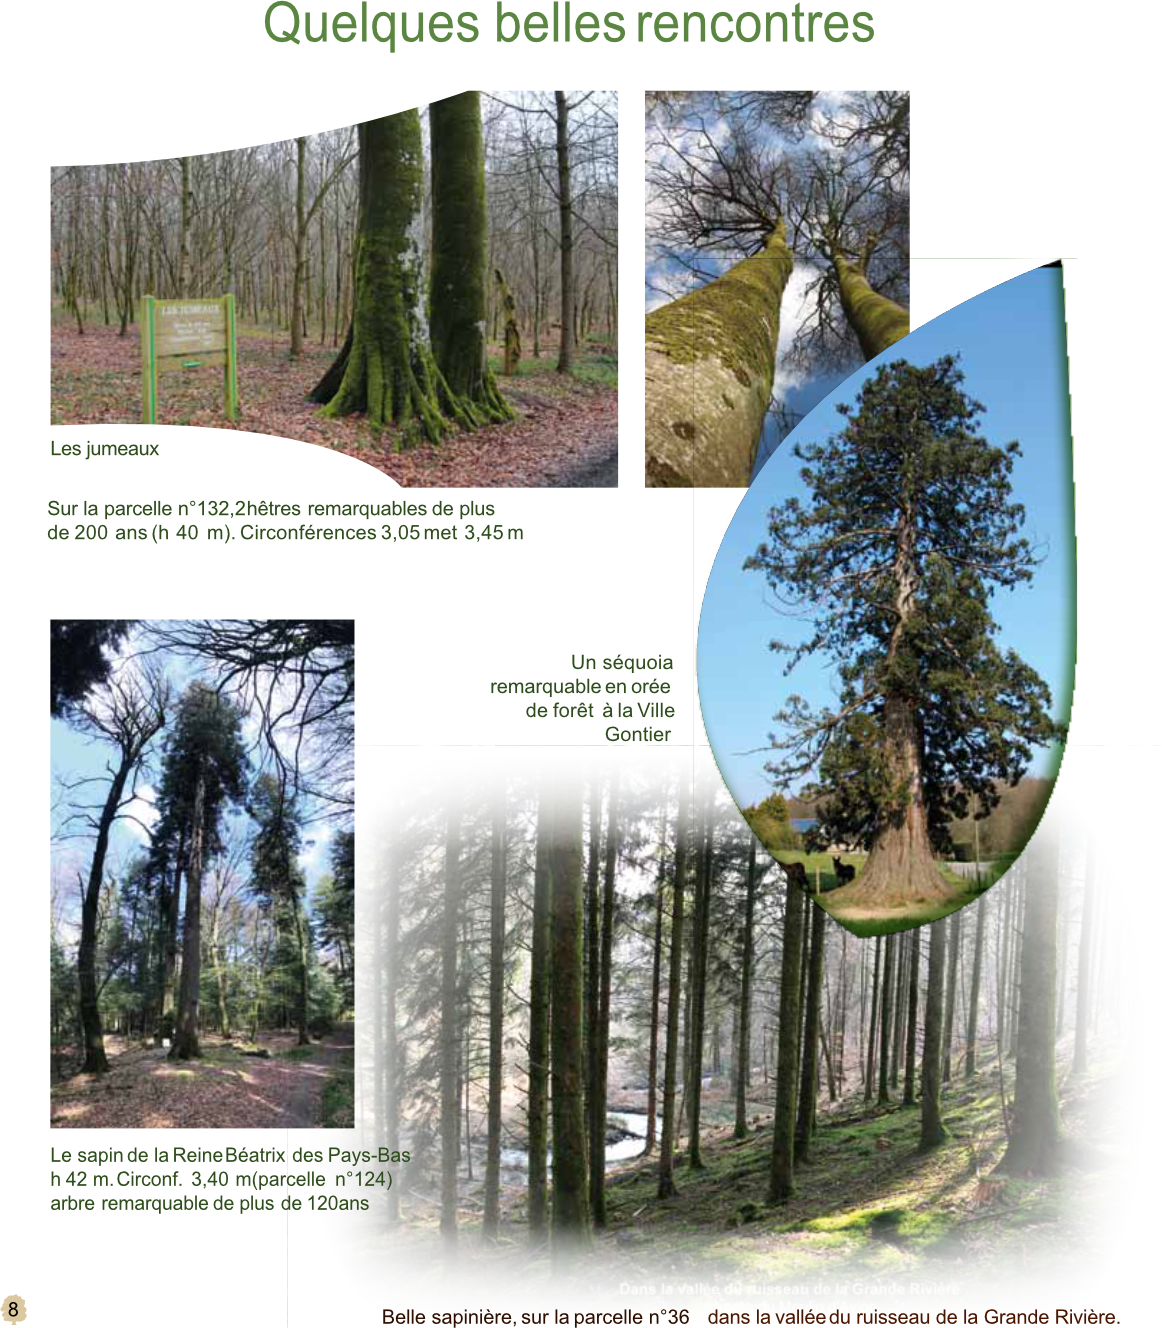 Quelques belles rencontres
LES JUMEAUX
Les jumeaux
Sur la parcelle n°132,2hêtres remarquables de plus
de 200 ans (h 40 m). Circonférences 3,05 met 3,45 m
Un séquoia
remarquable en orée
de forêt à la Ville
Gontier
Le sapin de la Reine Béatrix des Pays-Bas
h 42 m. Circonf. 3,40 m(parcelle n°124)
arbre remarquable de plus de 120ans
Dans la vallée du ruisseau de la Grande Rivière
8
Belle sapinière, sur la parcelle n°36 dans la vallée du ruisseau de la Grande Rivière.